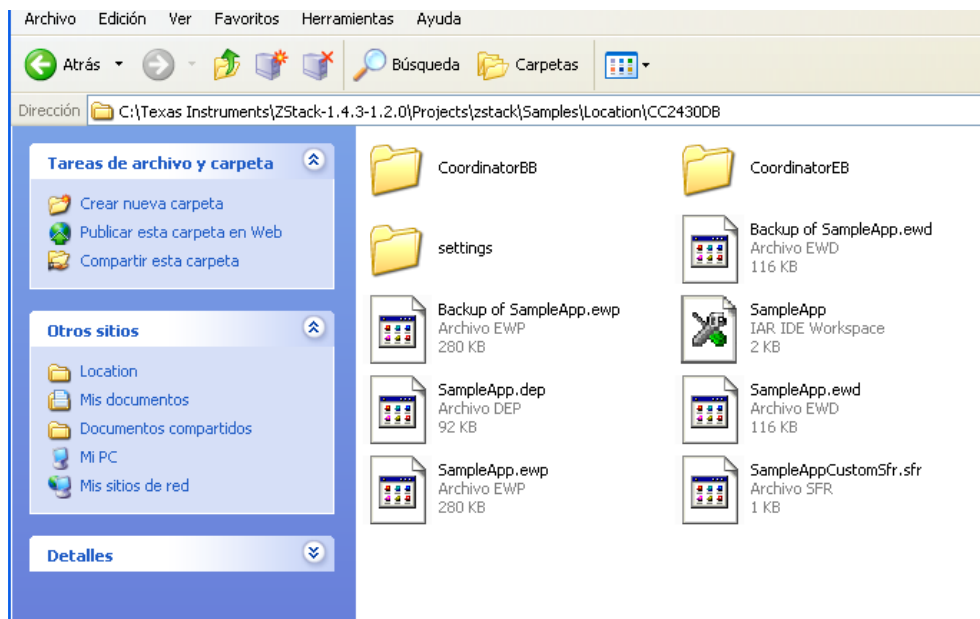 Archivo Edición Ver Favoritos Herramientas Ayuda
Atrás Búsqueda Carpetas
Dirección C:\Texas Instruments\ZStack-1.4.3-1.2.0\Projects\zstack\Samples\Location\CC2430DB
Tareas de archivo y carpeta
Crear nueva carpeta
Publicar esta carpeta en Web
Compartir esta carpeta
Otros sitios
Location
Mis documentos
Documentos compartidos
Mi PC
Mis sitios de red
Detalles
CoordinatorBB
CoordinatorEB
settings
Backup of SampleApp.ewd
Archivo EWD
116 KB
Backup of SampleApp.ewp
Archivo EWP
280 KB
SampleApp
IAR IDE Workspace
2 KB
SampleApp.dep
Archivo DEP
92 KB
SampleApp.ewd
Archivo EWD
116 KB
SampleApp.ewp
Archivo EWP
280 KB
SampleAppCustomSfr.sfr
Archivo SFR
1 KB